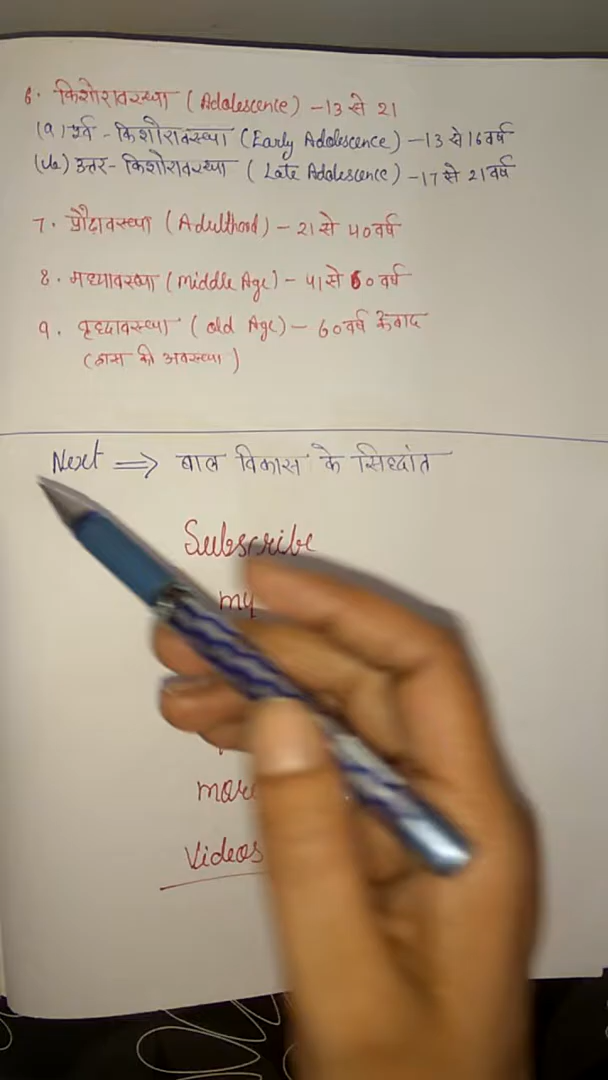 6. किशोरावस्था (Adolescence) - 13 से 21
(a) पूर्व - किशोरावस्था (Early Adolescence) - 13 से 16 वर्ष
(b) उत्तर - किशोरावस्था (Late Adolescence) - 17 से 21 वर्ष
7. प्रौढ़ावस्था (Adulthood) - 21 से 40 वर्ष
8. मध्यावस्था (Middle Age) - 41 से 60 वर्ष
9. वृध्दावस्था (old Age) - 60 वर्ष के बाद
(ह्रास की अवस्था)
Next ⇒ बाल विकास के सिध्दांत
Subscribe
my
more
Videos